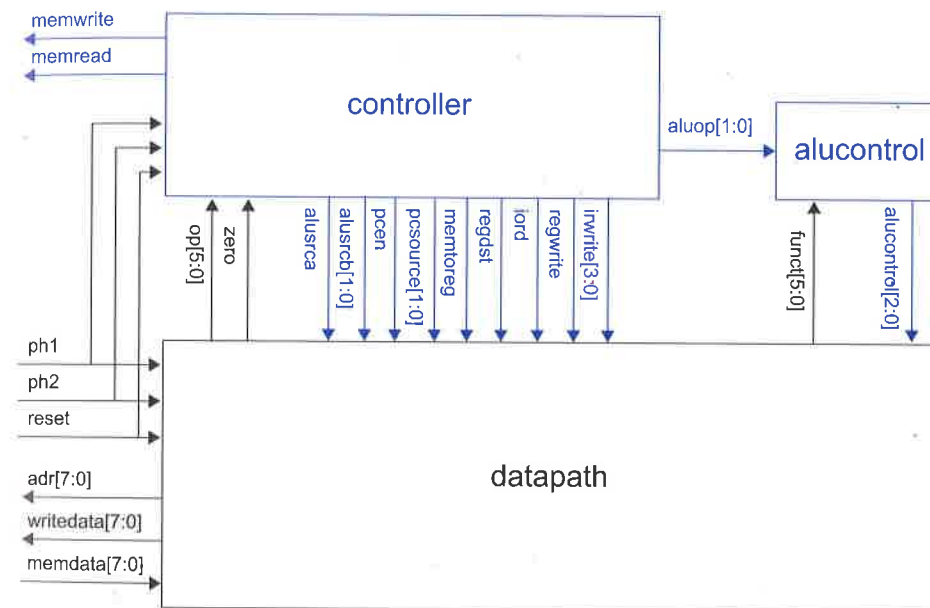 memwrite
memread
controller
aluop[1:0]
alucontrol
op[5:0]
zero
alusrca
alusrcb[1:0]
pcen
pcsource[1:0]
memtoreg
regdst
iord
regwrite
irwrite[3:0]
funct[5:0]
alucontrol[2:0]
ph1
ph2
reset
adr[7:0]
writedata[7:0]
memdata[7:0]
datapath